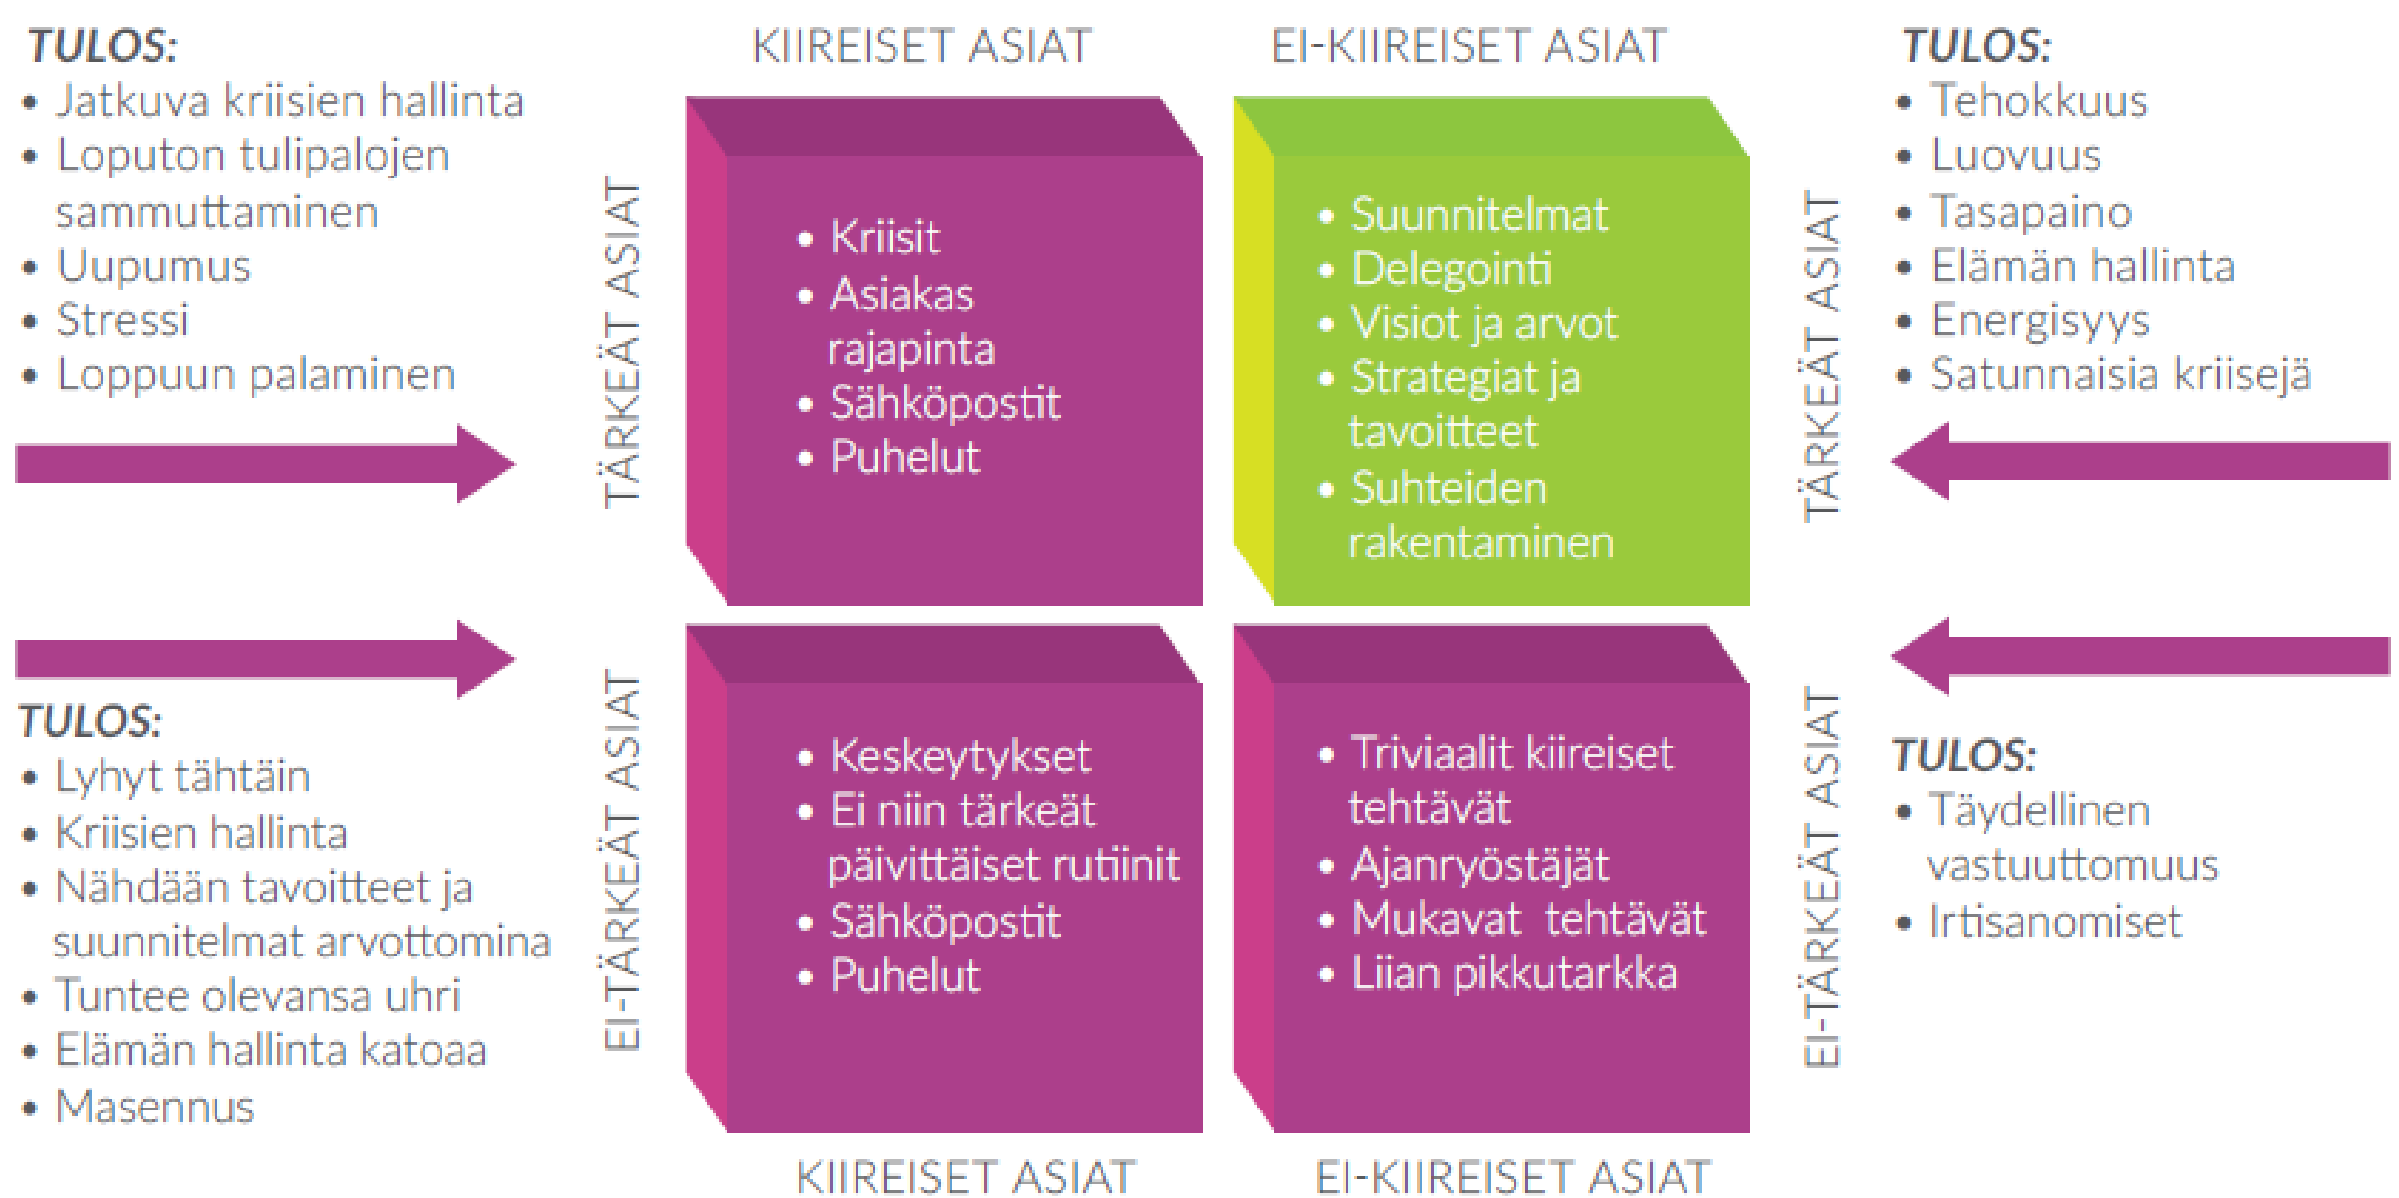 TULOS:
• Jatkuva kriisien hallinta
• Loputon tulipalojen
sammuttaminen
• Uupumus
• Stressi
• Loppuun palaminen
KIIREISET ASIAT
EI-KIIREISET ASIAT
TULOS:
• Tehokkuus
• Luovuus
• Tasapaino
• Elämän hallinta
• Energisyys
• Satunnaisia kriisejä
TÄRKEÄT ASIAT
• Kriisit
• Asiakas
rajapinta
• Sähköpostit
• Puhelut
• Suunnitelmat
• Delegointi
• Visiot ja arvot
• Strategiat ja
tavoitteet
• Suhteiden
rakentaminen
TÄRKEÄT ASIAT
TULOS:
• Lyhyt tähtäin
• Kriisien hallinta
• Nähdään tavoitteet ja
suunnitelmat arvottomina
• Tuntee olevansa uhri
• Elämän hallinta katoaa
• Masennus
EI-TÄRKEÄT ASIAT
• Keskeytykset
• Ei niin tärkeät
päivittäiset rutiinit
• Sähköpostit
• Puhelut
• Triviaalit kiireiset
tehtävät
• Ajanryöstäjät
• Mukavat tehtävät
• Liian pikkutarkka
EI-TÄRKEÄT ASIAT
TULOS:
• Täydellinen
vastuuttomuus
• Irtisanomiset
KIIREISET ASIAT
EI-KIIREISET ASIAT